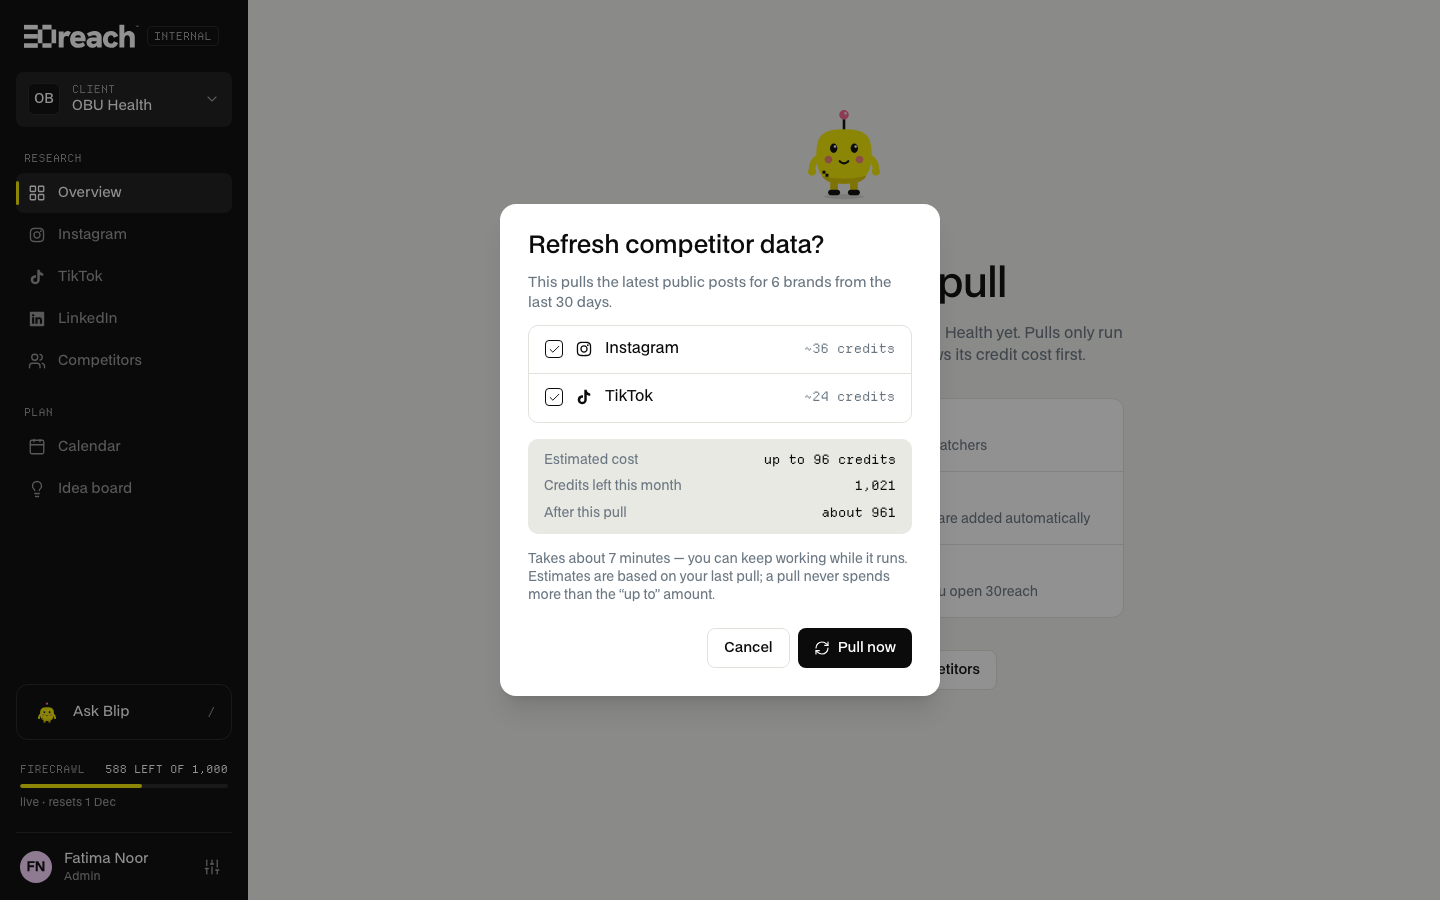 30reach INTERNAL
OB
CLIENT
OBU Health
RESEARCH
Overview
Instagram
TikTok
LinkedIn
Competitors
PLAN
Calendar
Idea board
Ask Blip /
FIRECRAWL 588 LEFT OF 1,000
live · resets 1 Dec
FN
Fatima Noor
Admin
pull
Health yet. Pulls only run
its credit cost first.
are added automatically
open 30reach
Refresh competitor data?
This pulls the latest public posts for 6 brands from the
last 30 days.
Instagram ~36 credits
TikTok ~24 credits
Estimated cost up to 96 credits
Credits left this month 1,021
After this pull about 961
Takes about 7 minutes — you can keep working while it runs.
Estimates are based on your last pull; a pull never spends
more than the “up to” amount.
Cancel
Pull now